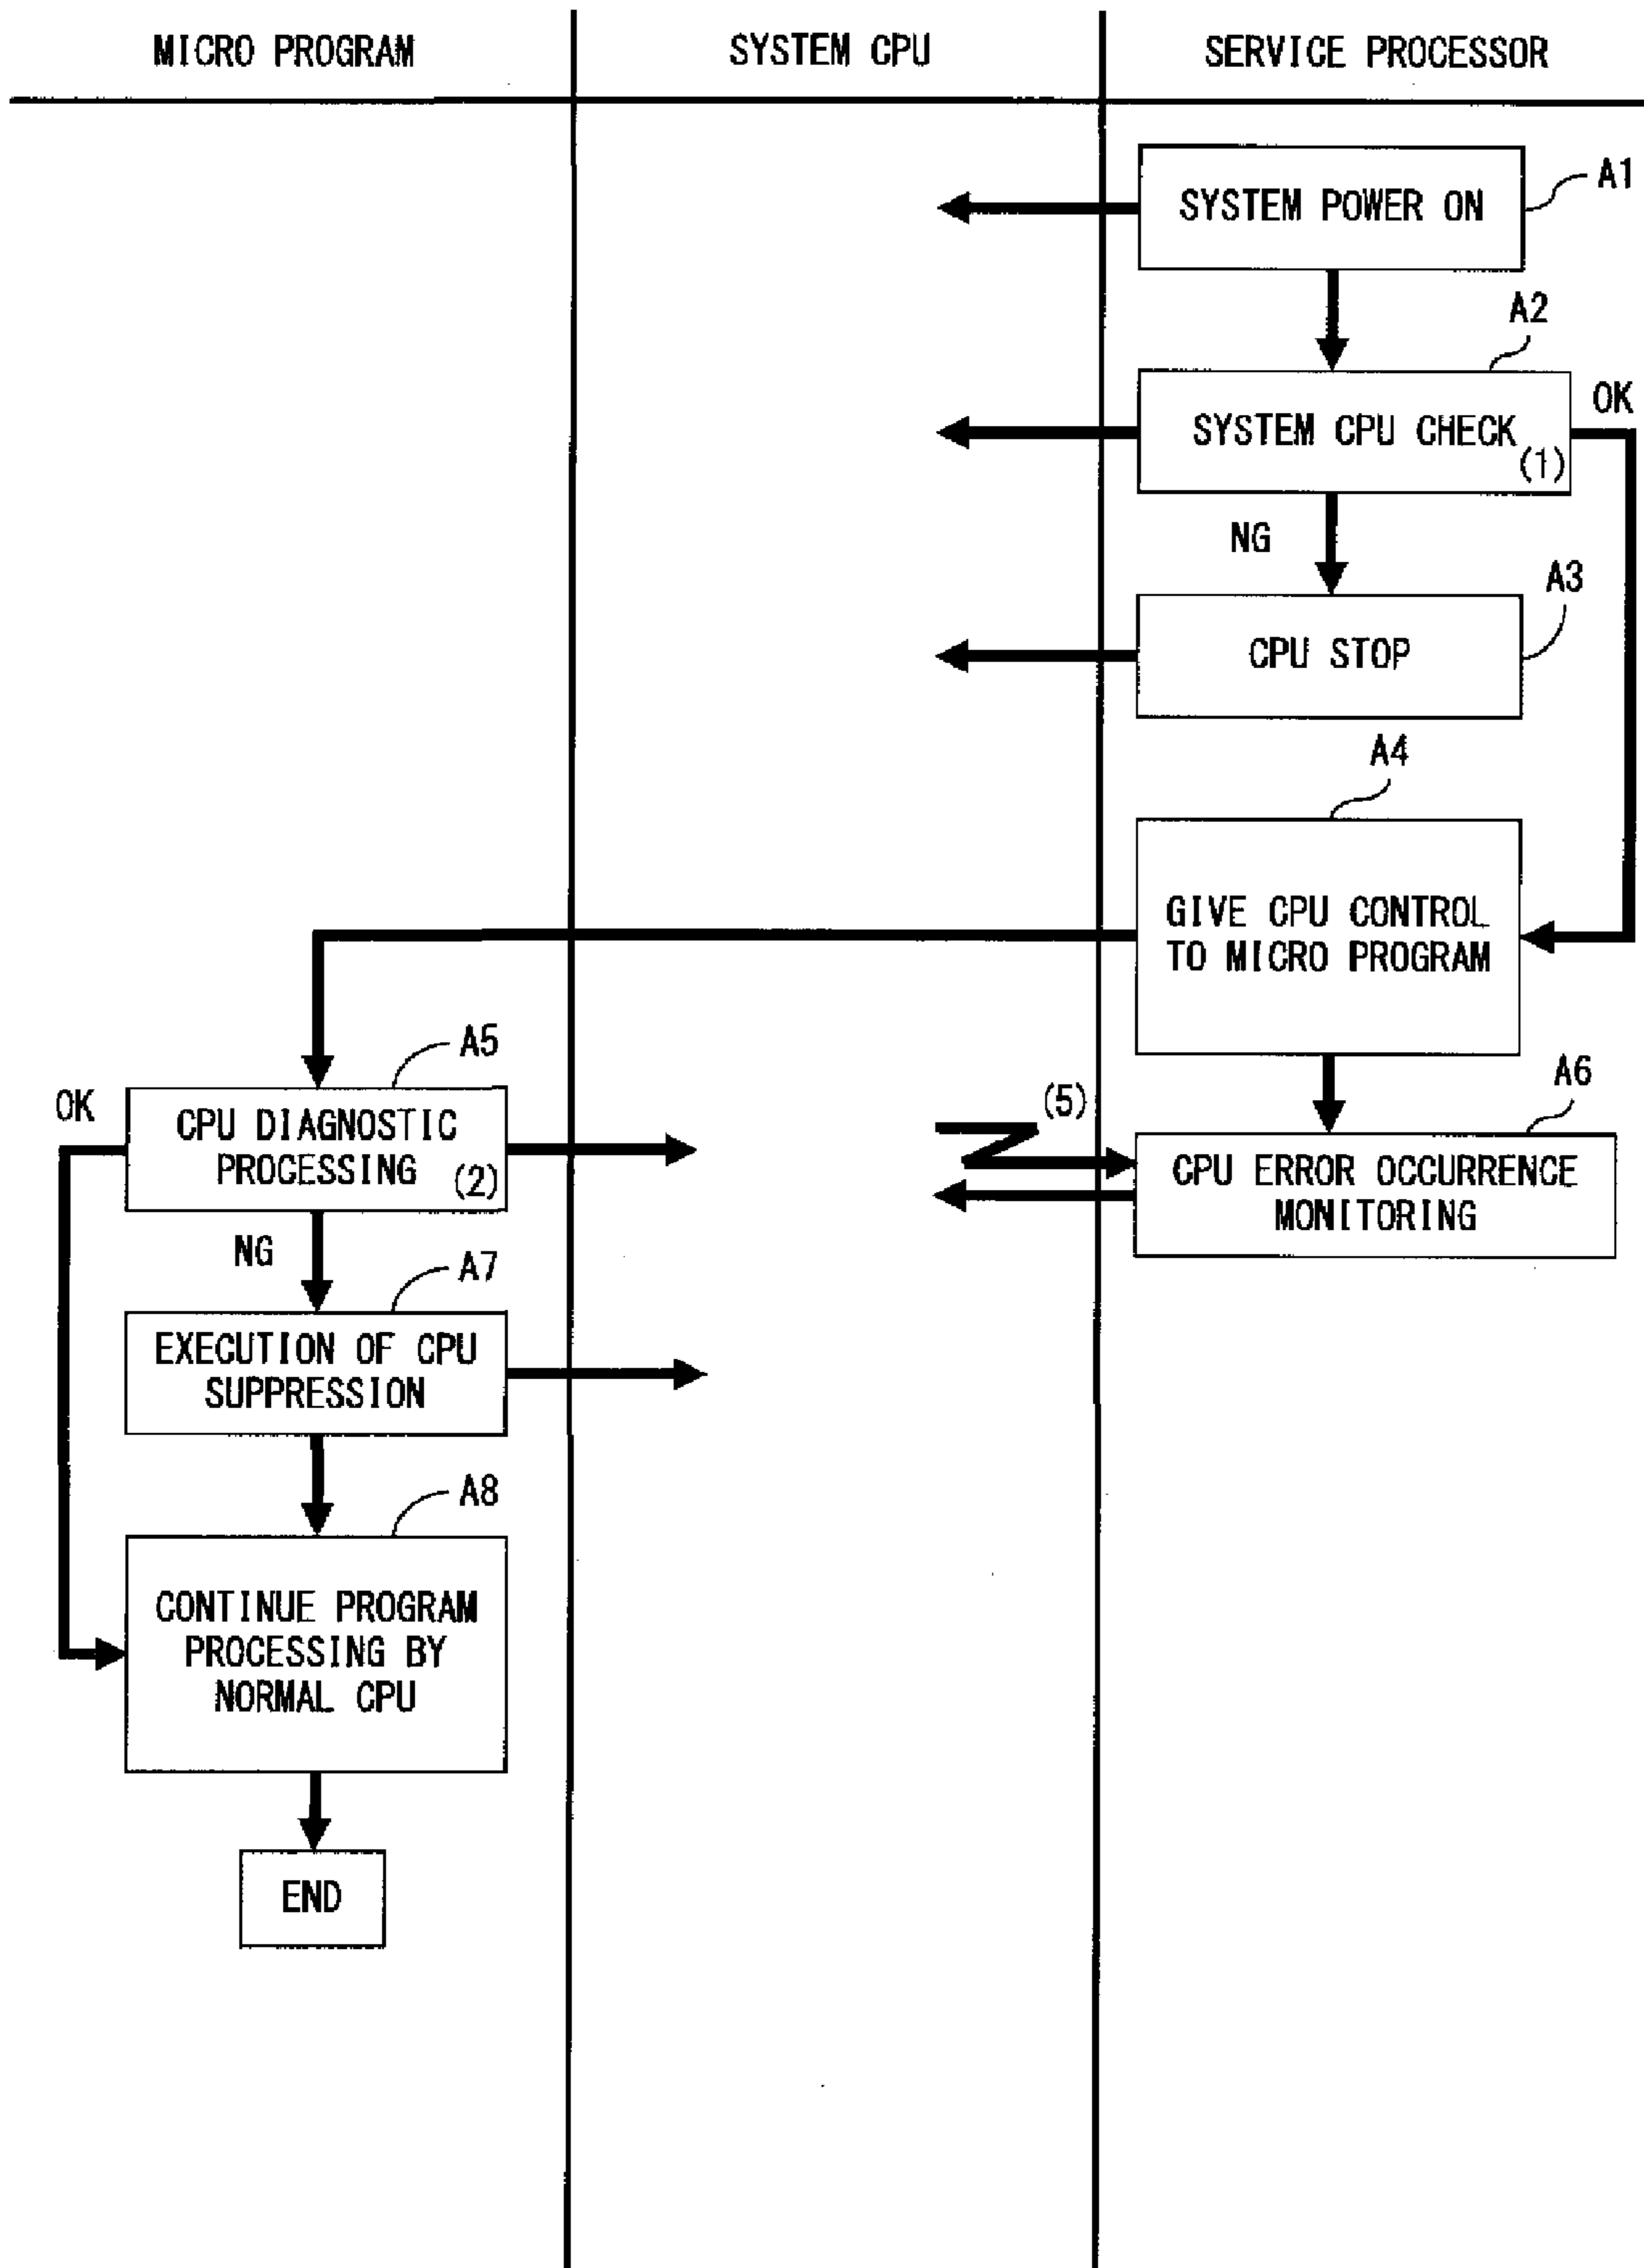 MICRO PROGRAM
SYSTEM CPU
SERVICE PROCESSOR
SYSTEM POWER ON
A1
A2
SYSTEM CPU CHECK
(1)
OK
NG
A3
CPU STOP
A4
GIVE CPU CONTROL
TO MICRO PROGRAM
A5
OK
CPU DIAGNOSTIC
PROCESSING
(2)
(5)
A6
CPU ERROR OCCURRENCE
MONITORING
NG
A7
EXECUTION OF CPU
SUPPRESSION
A8
CONTINUE PROGRAM
PROCESSING BY
NORMAL CPU
END